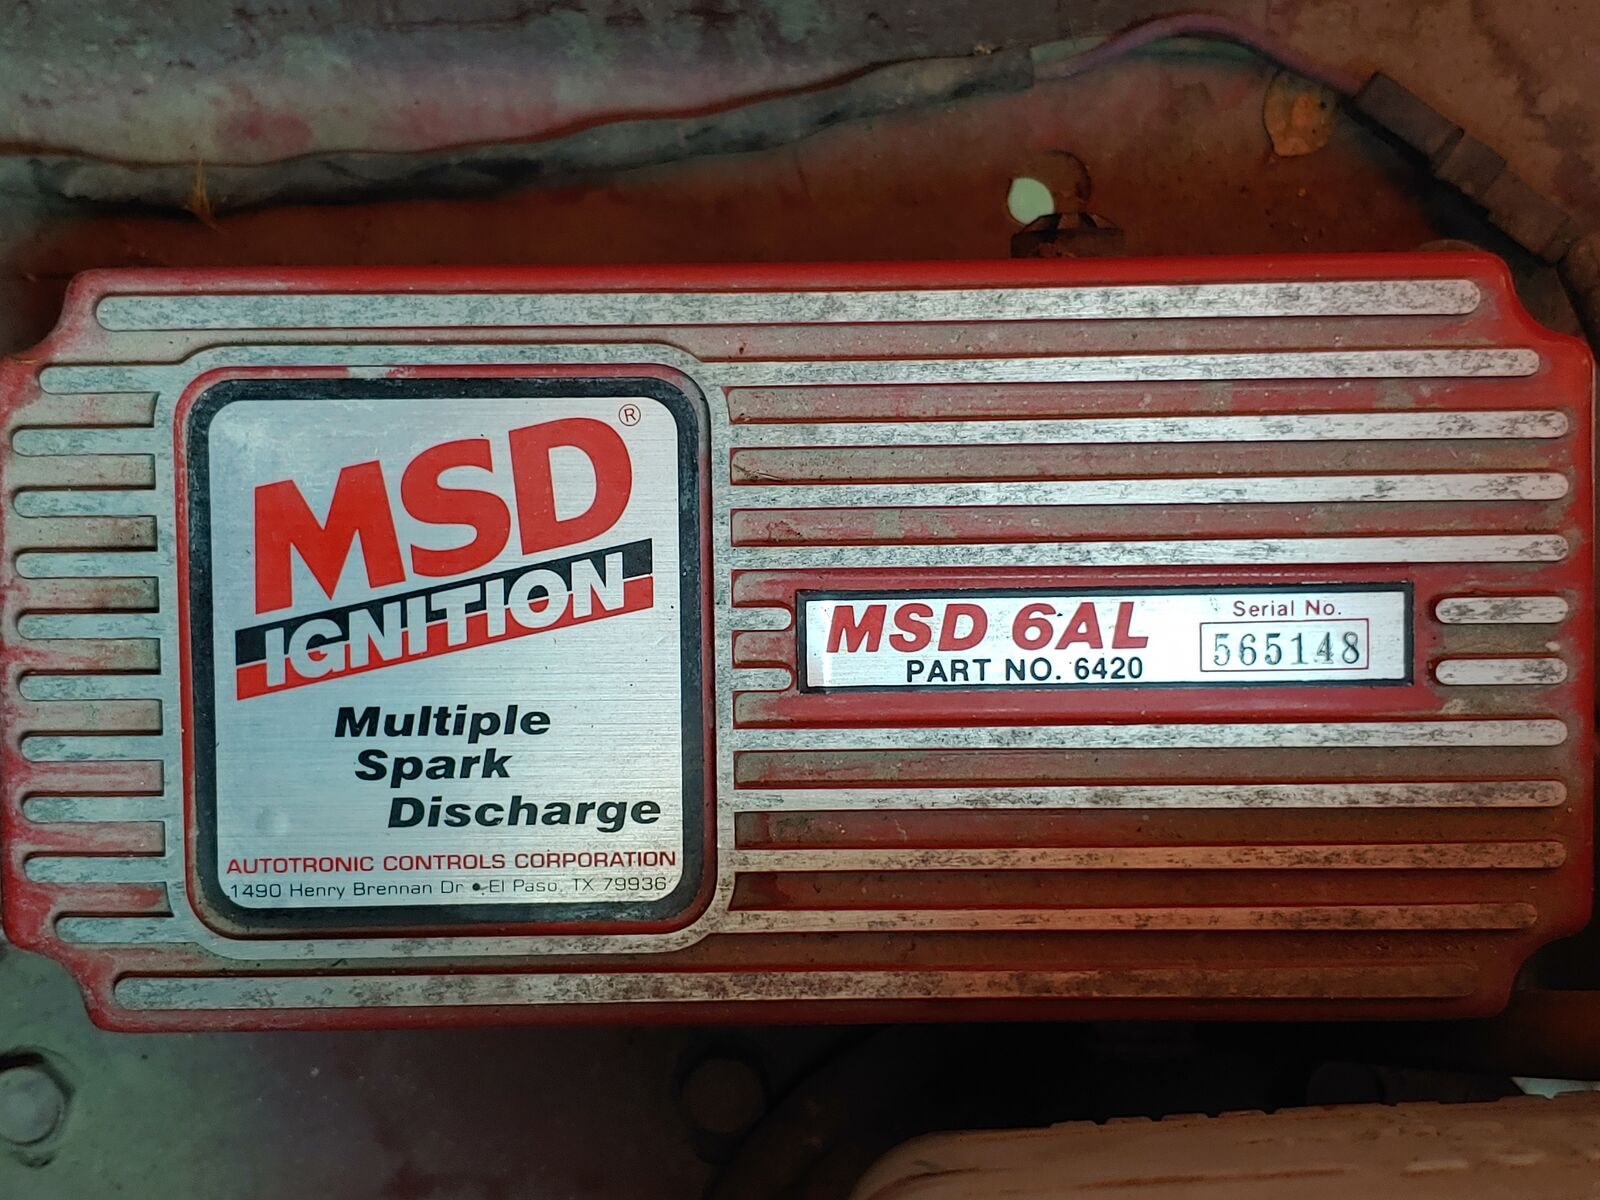 MSD®
IGNITION
Multiple
Spark
Discharge
AUTOTRONIC CONTROLS CORPORATION
1490 Henry Brennan Dr • El Paso, TX 79936
MSD 6AL
PART NO. 6420
Serial No.
565148